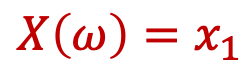 X(ω) = x₁